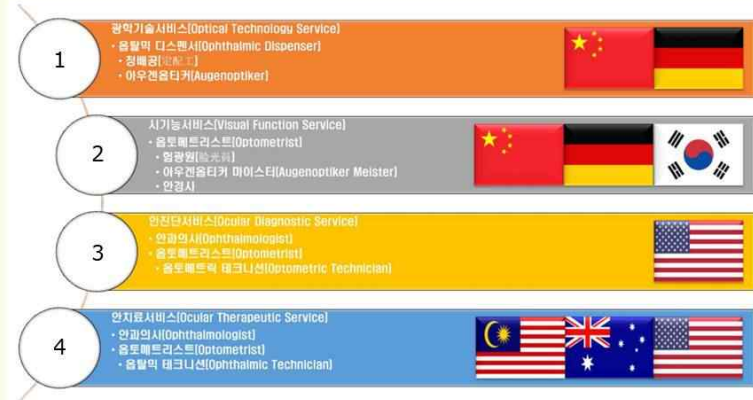 1
광학기술서비스[Optical Technology Service]
• 옵탈믹 디스펜서[Ophthalmic Dispenser]
• 정배공[定配工]
• 아우겐옵티커[Augenoptiker]
2
시기능서비스[Visual Function Service]
• 옵토메트리스트[Optometrist]
• 험광원[验光員]
• 아우겐옵티커 마이스터[Augenoptiker Meister]
• 안경사
3
안진단서비스[Ocular Diagnostic Service]
• 안과의사[Ophthalmologist]
• 옵토메트리스트[Optometrist]
• 옵토메트릭 테크니션[Optometric Technician]
4
안치료서비스[Ocular Therapeutic Service]
• 안과의사[Ophthalmologist]
• 옵토메트리스트[Optometrist]
• 옵탈믹 테크니션[Ophthalmic Technician]